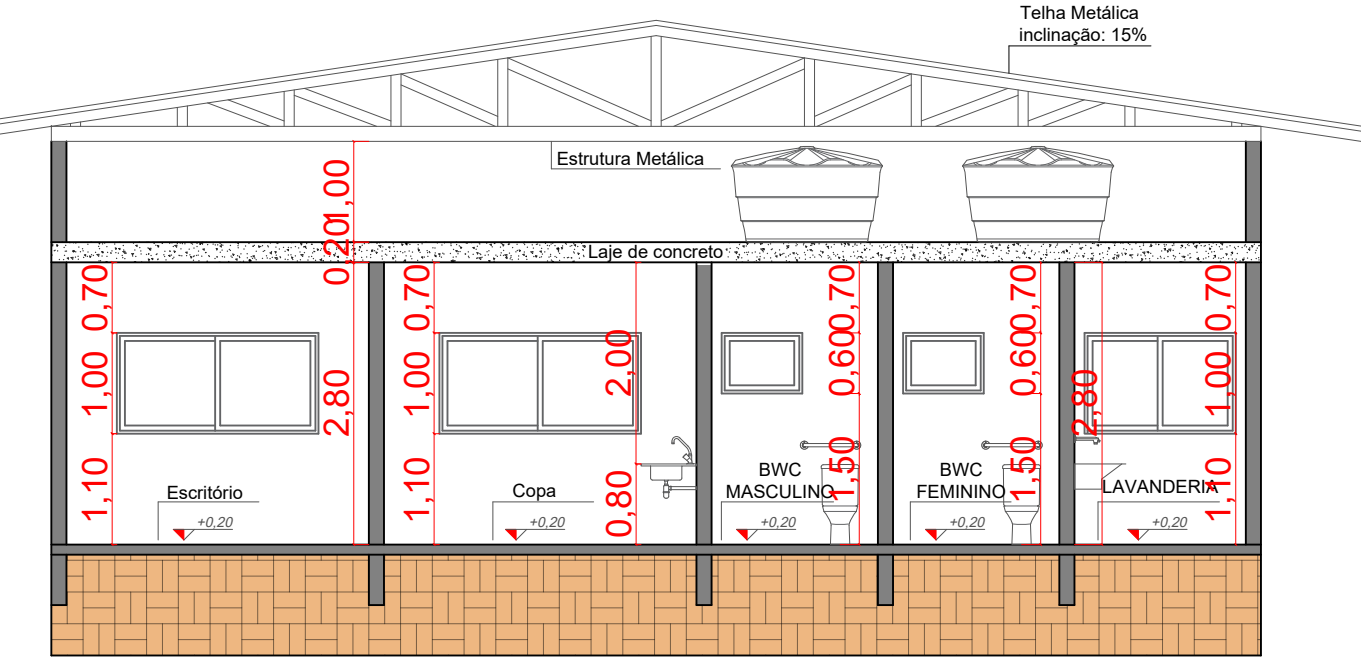 Telha Metálica
inclinação: 15%
Estrutura Metálica
1,00
0,20
Laje de concreto
0,70
1,00
1,10
2,80
0,70
1,00
1,10
2,00
0,80
0,70
0,60
1,50
0,70
0,60
1,50
2,80
0,70
1,00
1,10
Escritório
+0,20
Copa
+0,20
BWC
MASCULINO
+0,20
BWC
FEMININO
+0,20
LAVANDERIA
+0,20